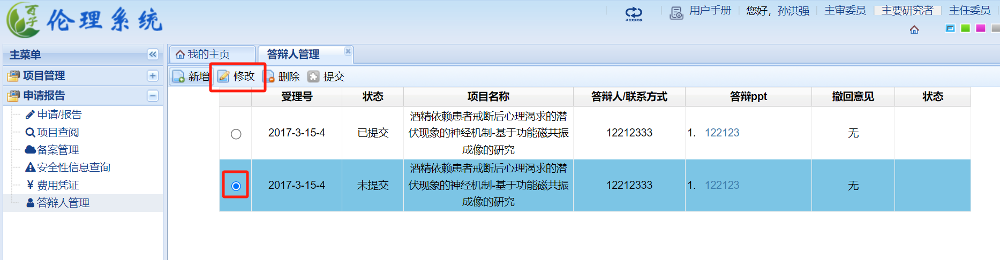 百奥 伦理系统
项目类形切换
用户手册
您好，孙洪强
主审委员
主要研究者
主任委员
主菜单
项目管理
申请报告
申请/报告
项目查阅
备案管理
安全性信息查询
¥ 费用凭证
答辩人管理
我的主页
答辩人管理
新增
修改
删除
提交
受理号 状态 项目名称 答辩人/联系方式 答辩ppt 撤回意见 状态
2017-3-15-4 已提交 酒精依赖患者戒断后心理渴求的潜
伏现象的神经机制-基于功能磁共振
成像的研究
12212333 1. 122123 无
2017-3-15-4 未提交 酒精依赖患者戒断后心理渴求的潜
伏现象的神经机制-基于功能磁共振
成像的研究
12212333 1. 122123 无